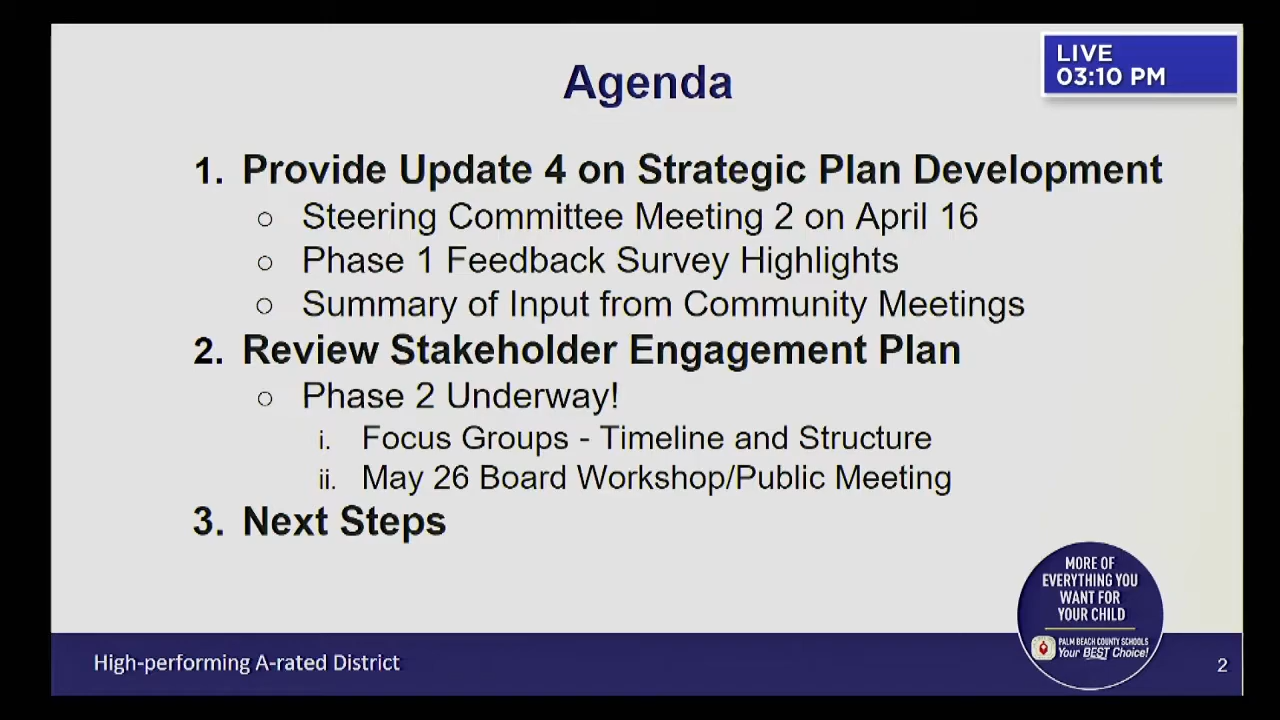 Agenda
LIVE
03:10 PM
1. Provide Update 4 on Strategic Plan Development
○ Steering Committee Meeting 2 on April 16
○ Phase 1 Feedback Survey Highlights
○ Summary of Input from Community Meetings
2. Review Stakeholder Engagement Plan
○ Phase 2 Underway!
i. Focus Groups - Timeline and Structure
ii. May 26 Board Workshop/Public Meeting
3. Next Steps
MORE OF
EVERYTHING YOU
WANT FOR
YOUR CHILD
PALM BEACH COUNTY SCHOOLS
Your BEST Choice!
High-performing A-rated District
2